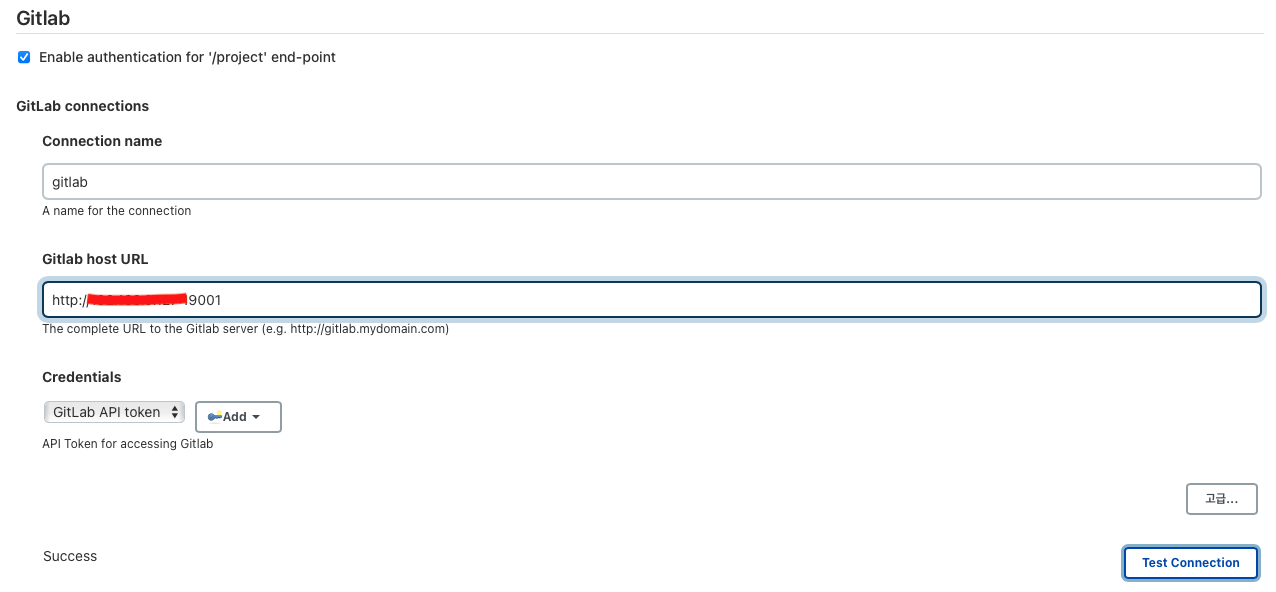 Gitlab
Enable authentication for '/project' end-point
GitLab connections
Connection name
gitlab
A name for the connection
Gitlab host URL
http:/ 9001
The complete URL to the Gitlab server (e.g. http://gitlab.mydomain.com)
Credentials
GitLab API token Add
API Token for accessing Gitlab
고급...
Success
Test Connection